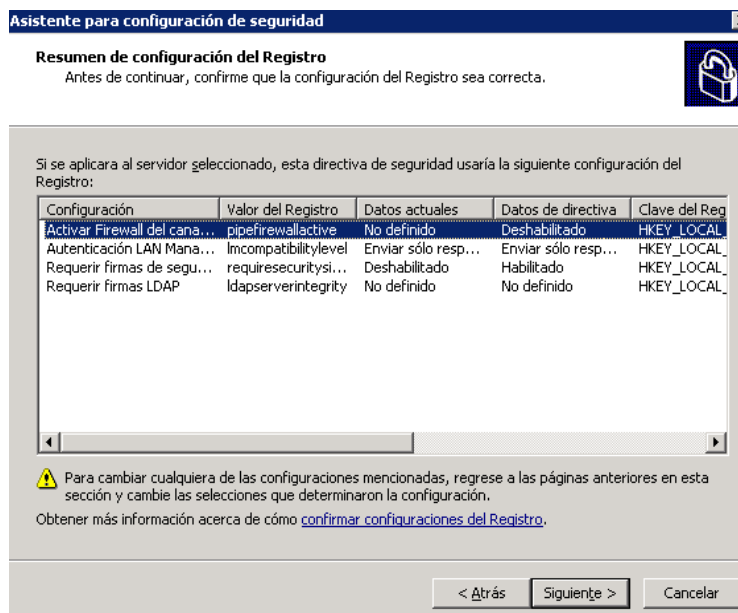 Asistente para configuración de seguridad
Resumen de configuración del Registro
Antes de continuar, confirme que la configuración del Registro sea correcta.
Si se aplicara al servidor seleccionado, esta directiva de seguridad usaría la siguiente configuración del
Registro:
Configuración Valor del Registro Datos actuales Datos de directiva Clave del Reg
Activar Firewall del cana... pipefirewallactive No definido Deshabilitado HKEY_LOCAL_
Autenticación LAN Mana... lmcompatibilitylevel Enviar sólo resp... Enviar sólo resp... HKEY_LOCAL_
Requerir firmas de segu... requiresecuritysi... Deshabilitado Habilitado HKEY_LOCAL_
Requerir firmas LDAP ldapserverintegrity No definido No definido HKEY_LOCAL_
Para cambiar cualquiera de las configuraciones mencionadas, regrese a las páginas anteriores en esta
sección y cambie las selecciones que determinaron la configuración.
Obtener más información acerca de cómo confirmar configuraciones del Registro.
< Atrás Siguiente > Cancelar